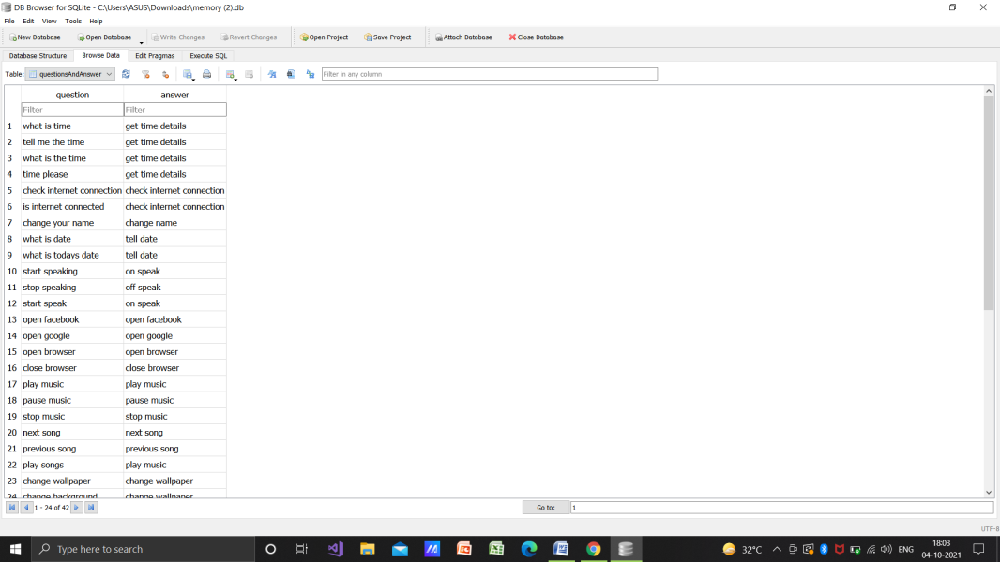 DB Browser for SQLite - C:\Users\ASUS\Downloads\memory (2).db
File Edit View Tools Help
New Database Open Database Write Changes Revert Changes Open Project Save Project Attach Database Close Database
Database Structure Browse Data Edit Pragmas Execute SQL
Table: questionsAndAnswer Filter in any column
question answer
Filter Filter
1 what is time get time details
2 tell me the time get time details
3 what is the time get time details
4 time please get time details
5 check internet connection check internet connection
6 is internet connected check internet connection
7 change your name change name
8 what is date tell date
9 what is todays date tell date
10 start speaking on speak
11 stop speaking off speak
12 start speak on speak
13 open facebook open facebook
14 open google open google
15 open browser open browser
16 close browser close browser
17 play music play music
18 pause music pause music
19 stop music stop music
20 next song next song
21 previous song previous song
22 play songs play music
23 change wallpaper change wallpaper
24 change background change wallpaper
1 - 24 of 42 Go to: 1
UTF-8
Type here to search 32°C ENG 18:03
04-10-2021